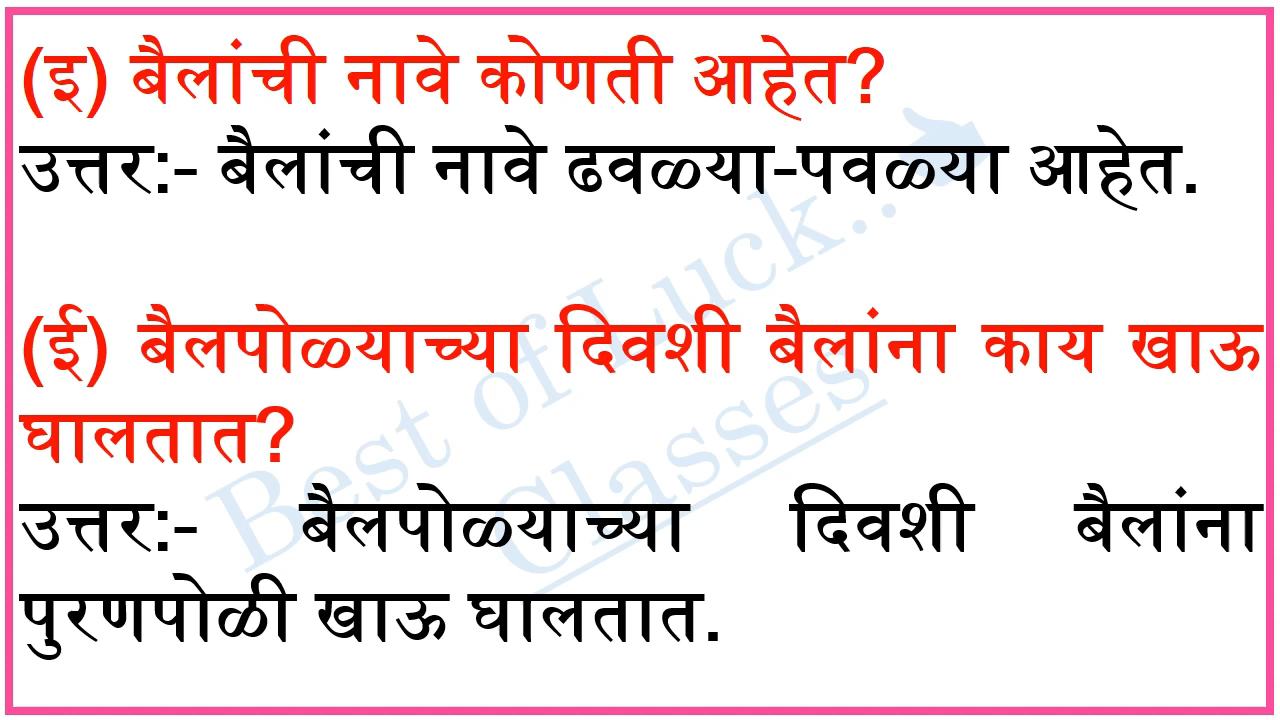 (इ) बैलांची नावे कोणती आहेत?
उत्तर:- बैलांची नावे ढवळ्या-पवळ्या आहेत.
(ई) बैलपोळ्याच्या दिवशी बैलांना काय खाऊ
घालतात?
उत्तर:- बैलपोळ्याच्या दिवशी बैलांना
पुरणपोळी खाऊ घालतात.
Best of Luck..
Classes